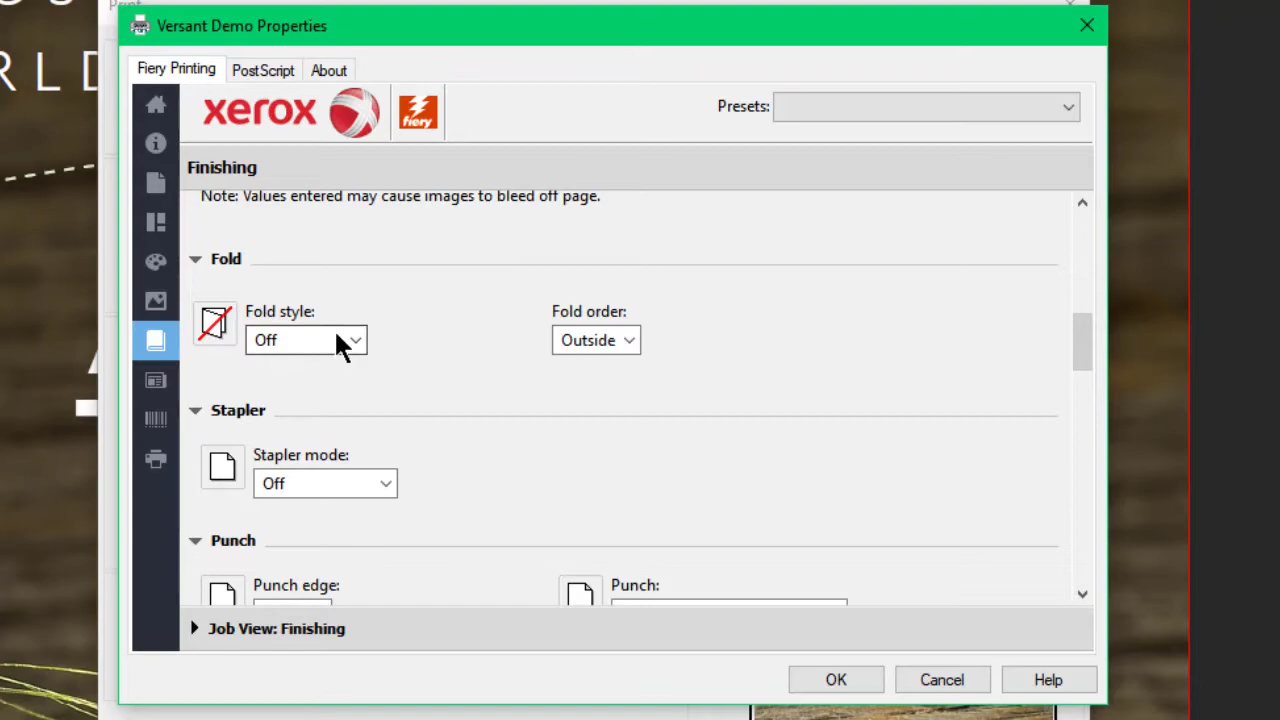 Print
Versant Demo Properties
Fiery Printing
PostScript
About
xerox
fiery
Presets:
Finishing
Note: Values entered may cause images to bleed off page.
Fold
Fold style:
Fold order:
Off
Outside
Stapler
Stapler mode:
Off
Punch
Punch edge:
Punch:
Job View: Finishing
OK
Cancel
Help